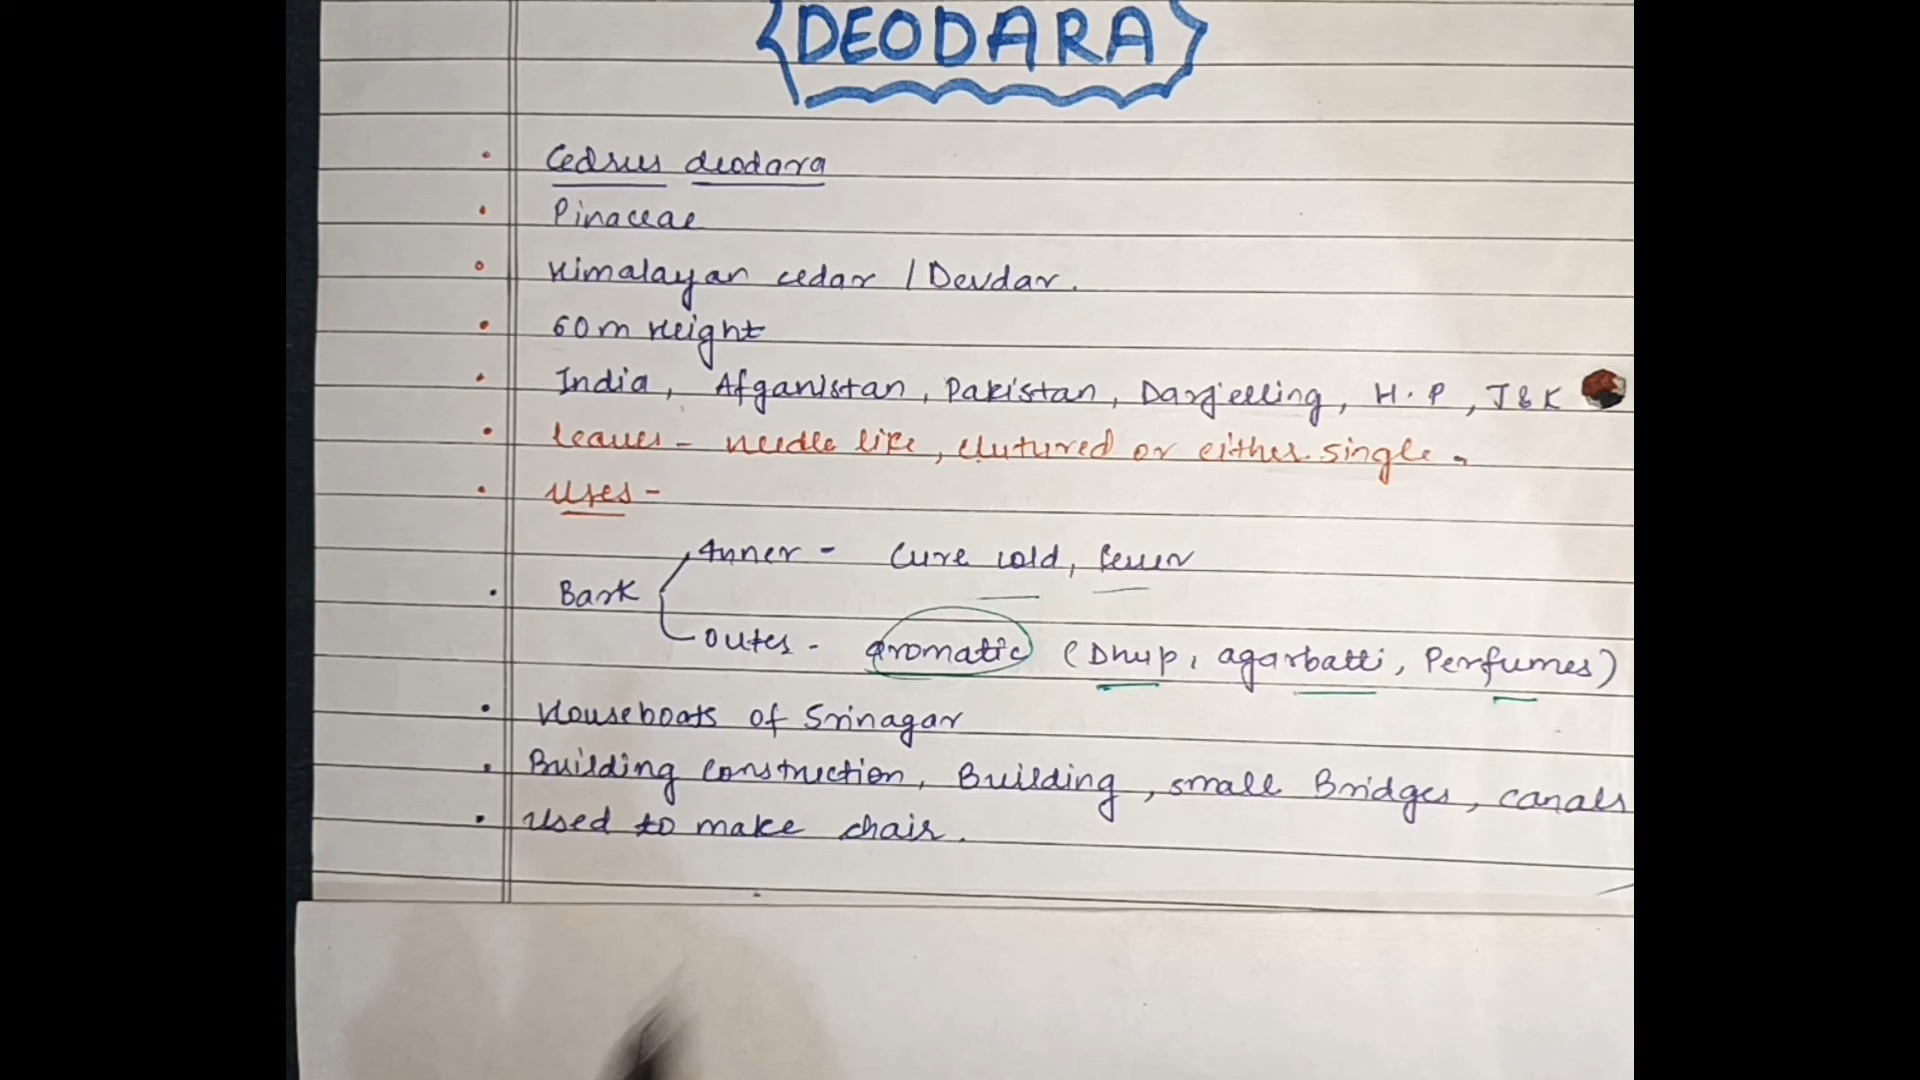 DEODARA
Cedrus deodara
Pinaceae
Himalayan cedar / Devdar.
60m Height
India, Afganistan, Pakistan, Darjelling, H.P, J&K
leaves - needle like, clutured or either single.
Uses -
Inner - Cure cold, fever
Bark
Outer - aromatic (Dhup, agarbatti, Perfumes)
Houseboats of Srinagar
Building construction, Building, small Bridges, canals
Used to make chair.